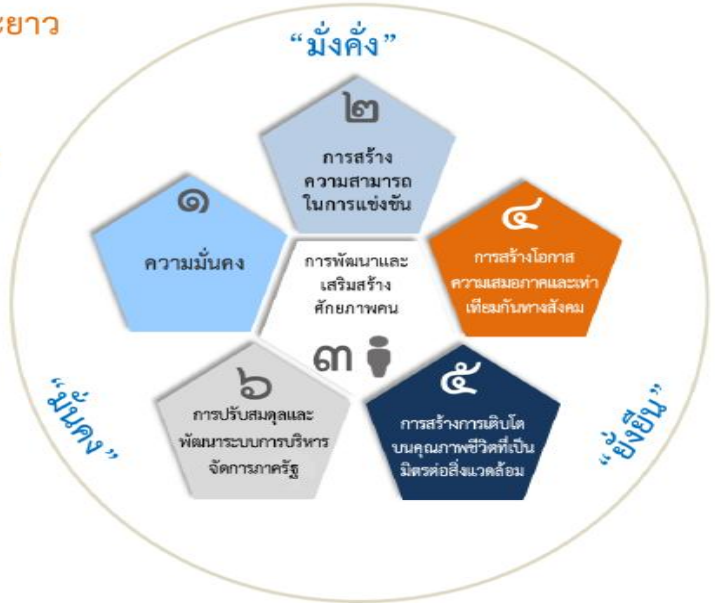 ะยาว
“มั่งคั่ง”
๒
การสร้าง
ความสามารถ
ในการแข่งขัน
๑
ความมั่นคง
๔
การสร้างโอกาส
ความเสมอภาคและเท่า
เทียมกันทางสังคม
การพัฒนาและ
เสริมสร้าง
ศักยภาพคน
๓
๖
การปรับสมดุลและ
พัฒนาระบบการบริหาร
จัดการภาครัฐ
๕
การสร้างการเติบโต
บนคุณภาพชีวิตที่เป็น
มิตรต่อสิ่งแวดล้อม
“มั่นคง”
“ยั่งยืน”